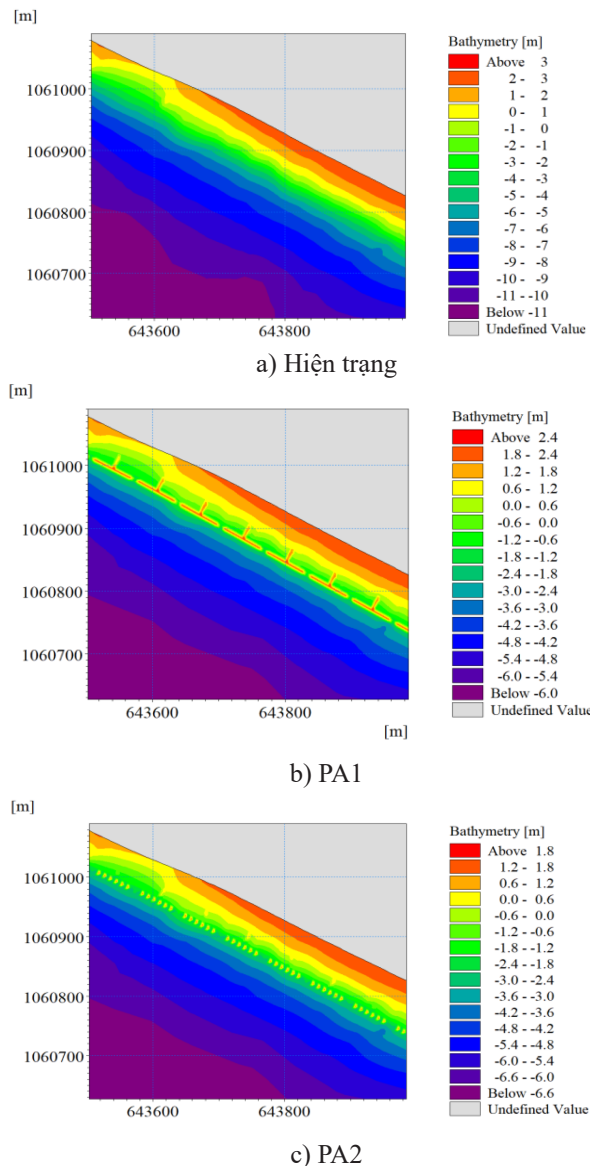 [m]
Bathymetry [m]
Above 3
2 - 3
1 - 2
0 - 1
-1 - 0
-2 - -1
-3 - -2
-4 - -3
-5 - -4
-6 - -5
-7 - -6
-8 - -7
-9 - -8
-10 - -9
-11 - -10
Below -11
Undefined Value
1061000
1060900
1060800
1060700
643600 643800
a) Hiện trạng
[m]
Bathymetry [m]
Above 2.4
1.8 - 2.4
1.2 - 1.8
0.6 - 1.2
0.0 - 0.6
-0.6 - 0.0
-1.2 - -0.6
-1.8 - -1.2
-2.4 - -1.8
-3.0 - -2.4
-3.6 - -3.0
-4.2 - -3.6
-4.8 - -4.2
-5.4 - -4.8
-6.0 - -5.4
Below -6.0
Undefined Value
1061000
1060900
1060800
1060700
643600 643800
[m]
b) PA1
[m]
Bathymetry [m]
Above 1.8
1.2 - 1.8
0.6 - 1.2
0.0 - 0.6
-0.6 - 0.0
-1.2 - -0.6
-1.8 - -1.2
-2.4 - -1.8
-3.0 - -2.4
-3.6 - -3.0
-4.2 - -3.6
-4.8 - -4.2
-5.4 - -4.8
-6.0 - -5.4
-6.6 - -6.0
Below -6.6
Undefined Value
1061000
1060900
1060800
1060700
643600 643800
c) PA2